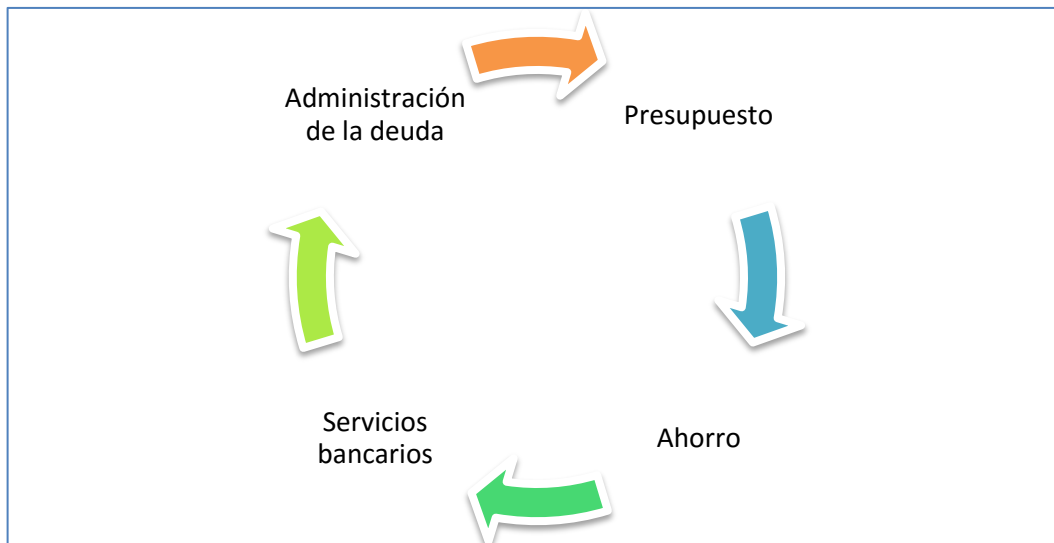 Administración
de la deuda
Presupuesto
Servicios
bancarios
Ahorro